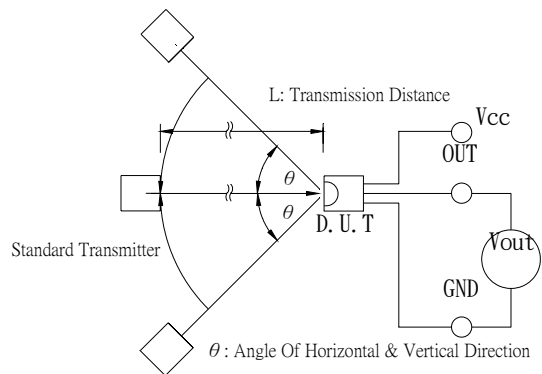 L: Transmission Distance
Vcc
OUT
θ
θ
D.U.T
Vout
Standard Transmitter
GND
θ : Angle Of Horizontal & Vertical Direction